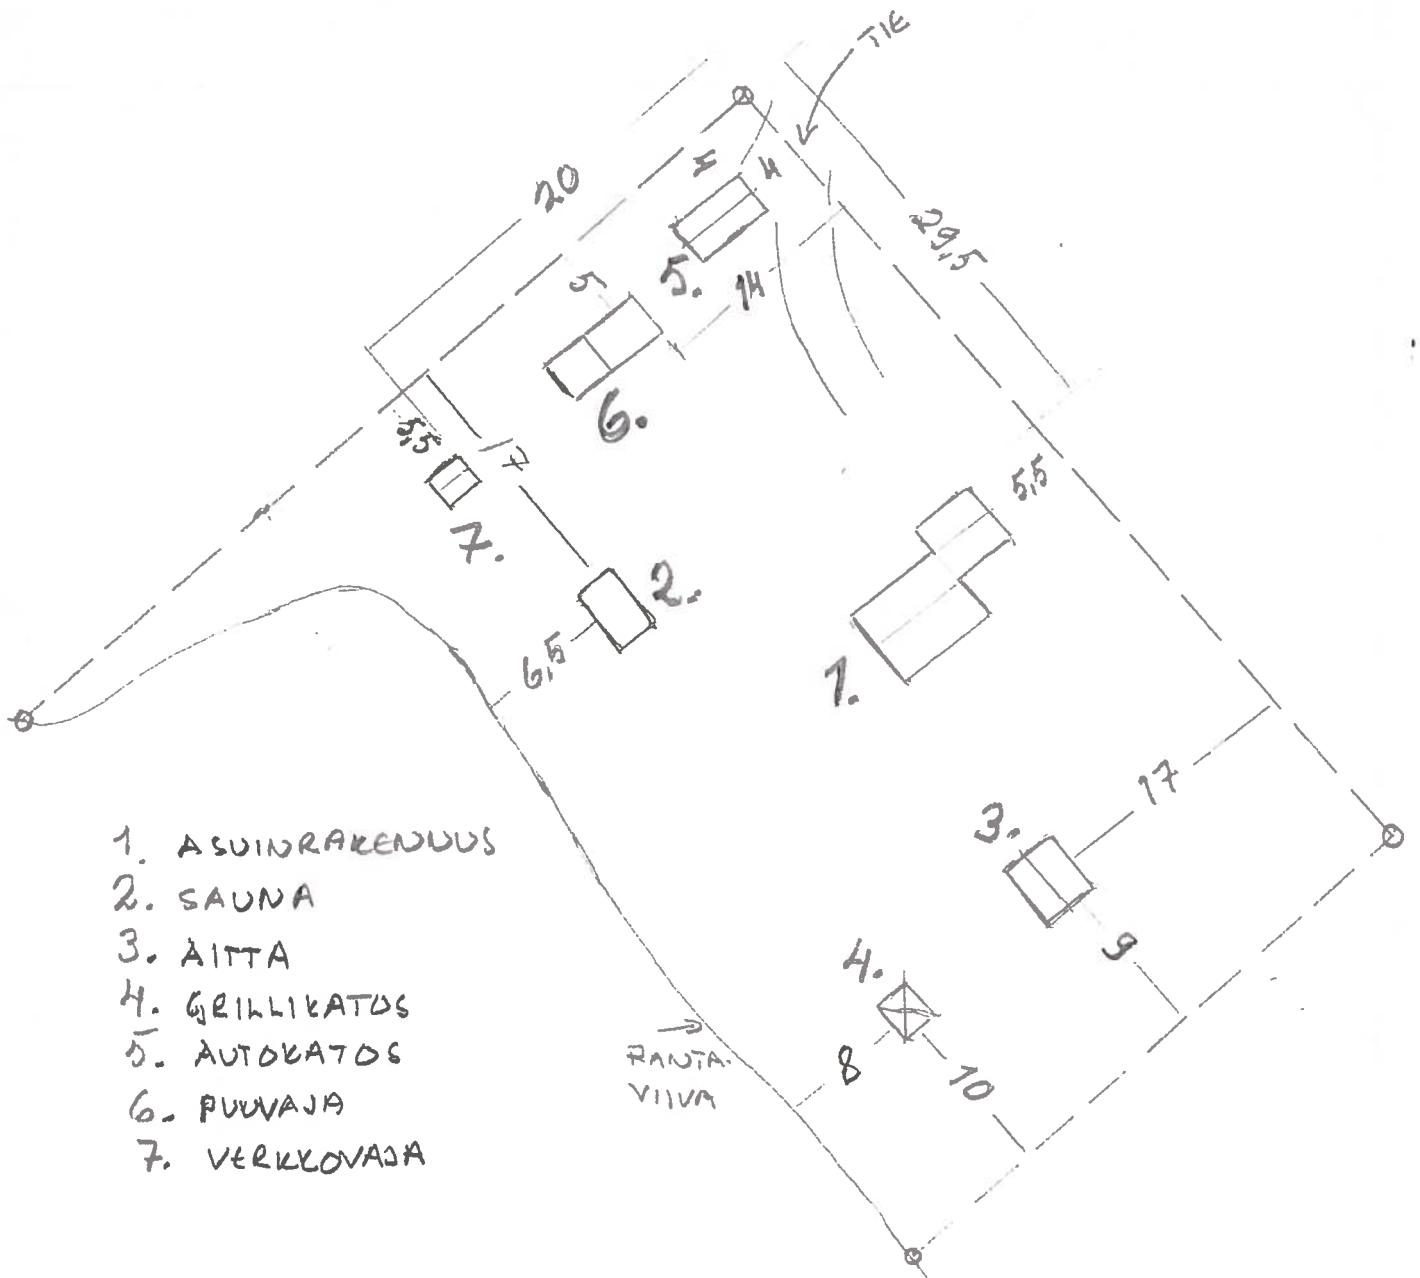 TIE
20
29,5
4
4
5.
14
5
6.
5,5
17
7.
2.
6,5
5,5
1.
17
3.
9
4.
8
10
RANTA-
VIIVA
1. ASUINRAKENNUS
2. SAUNA
3. AITTA
4. GRILLIKATOS
5. AUTOKATOS
6. PUUVAJA
7. VERKKOVAJA